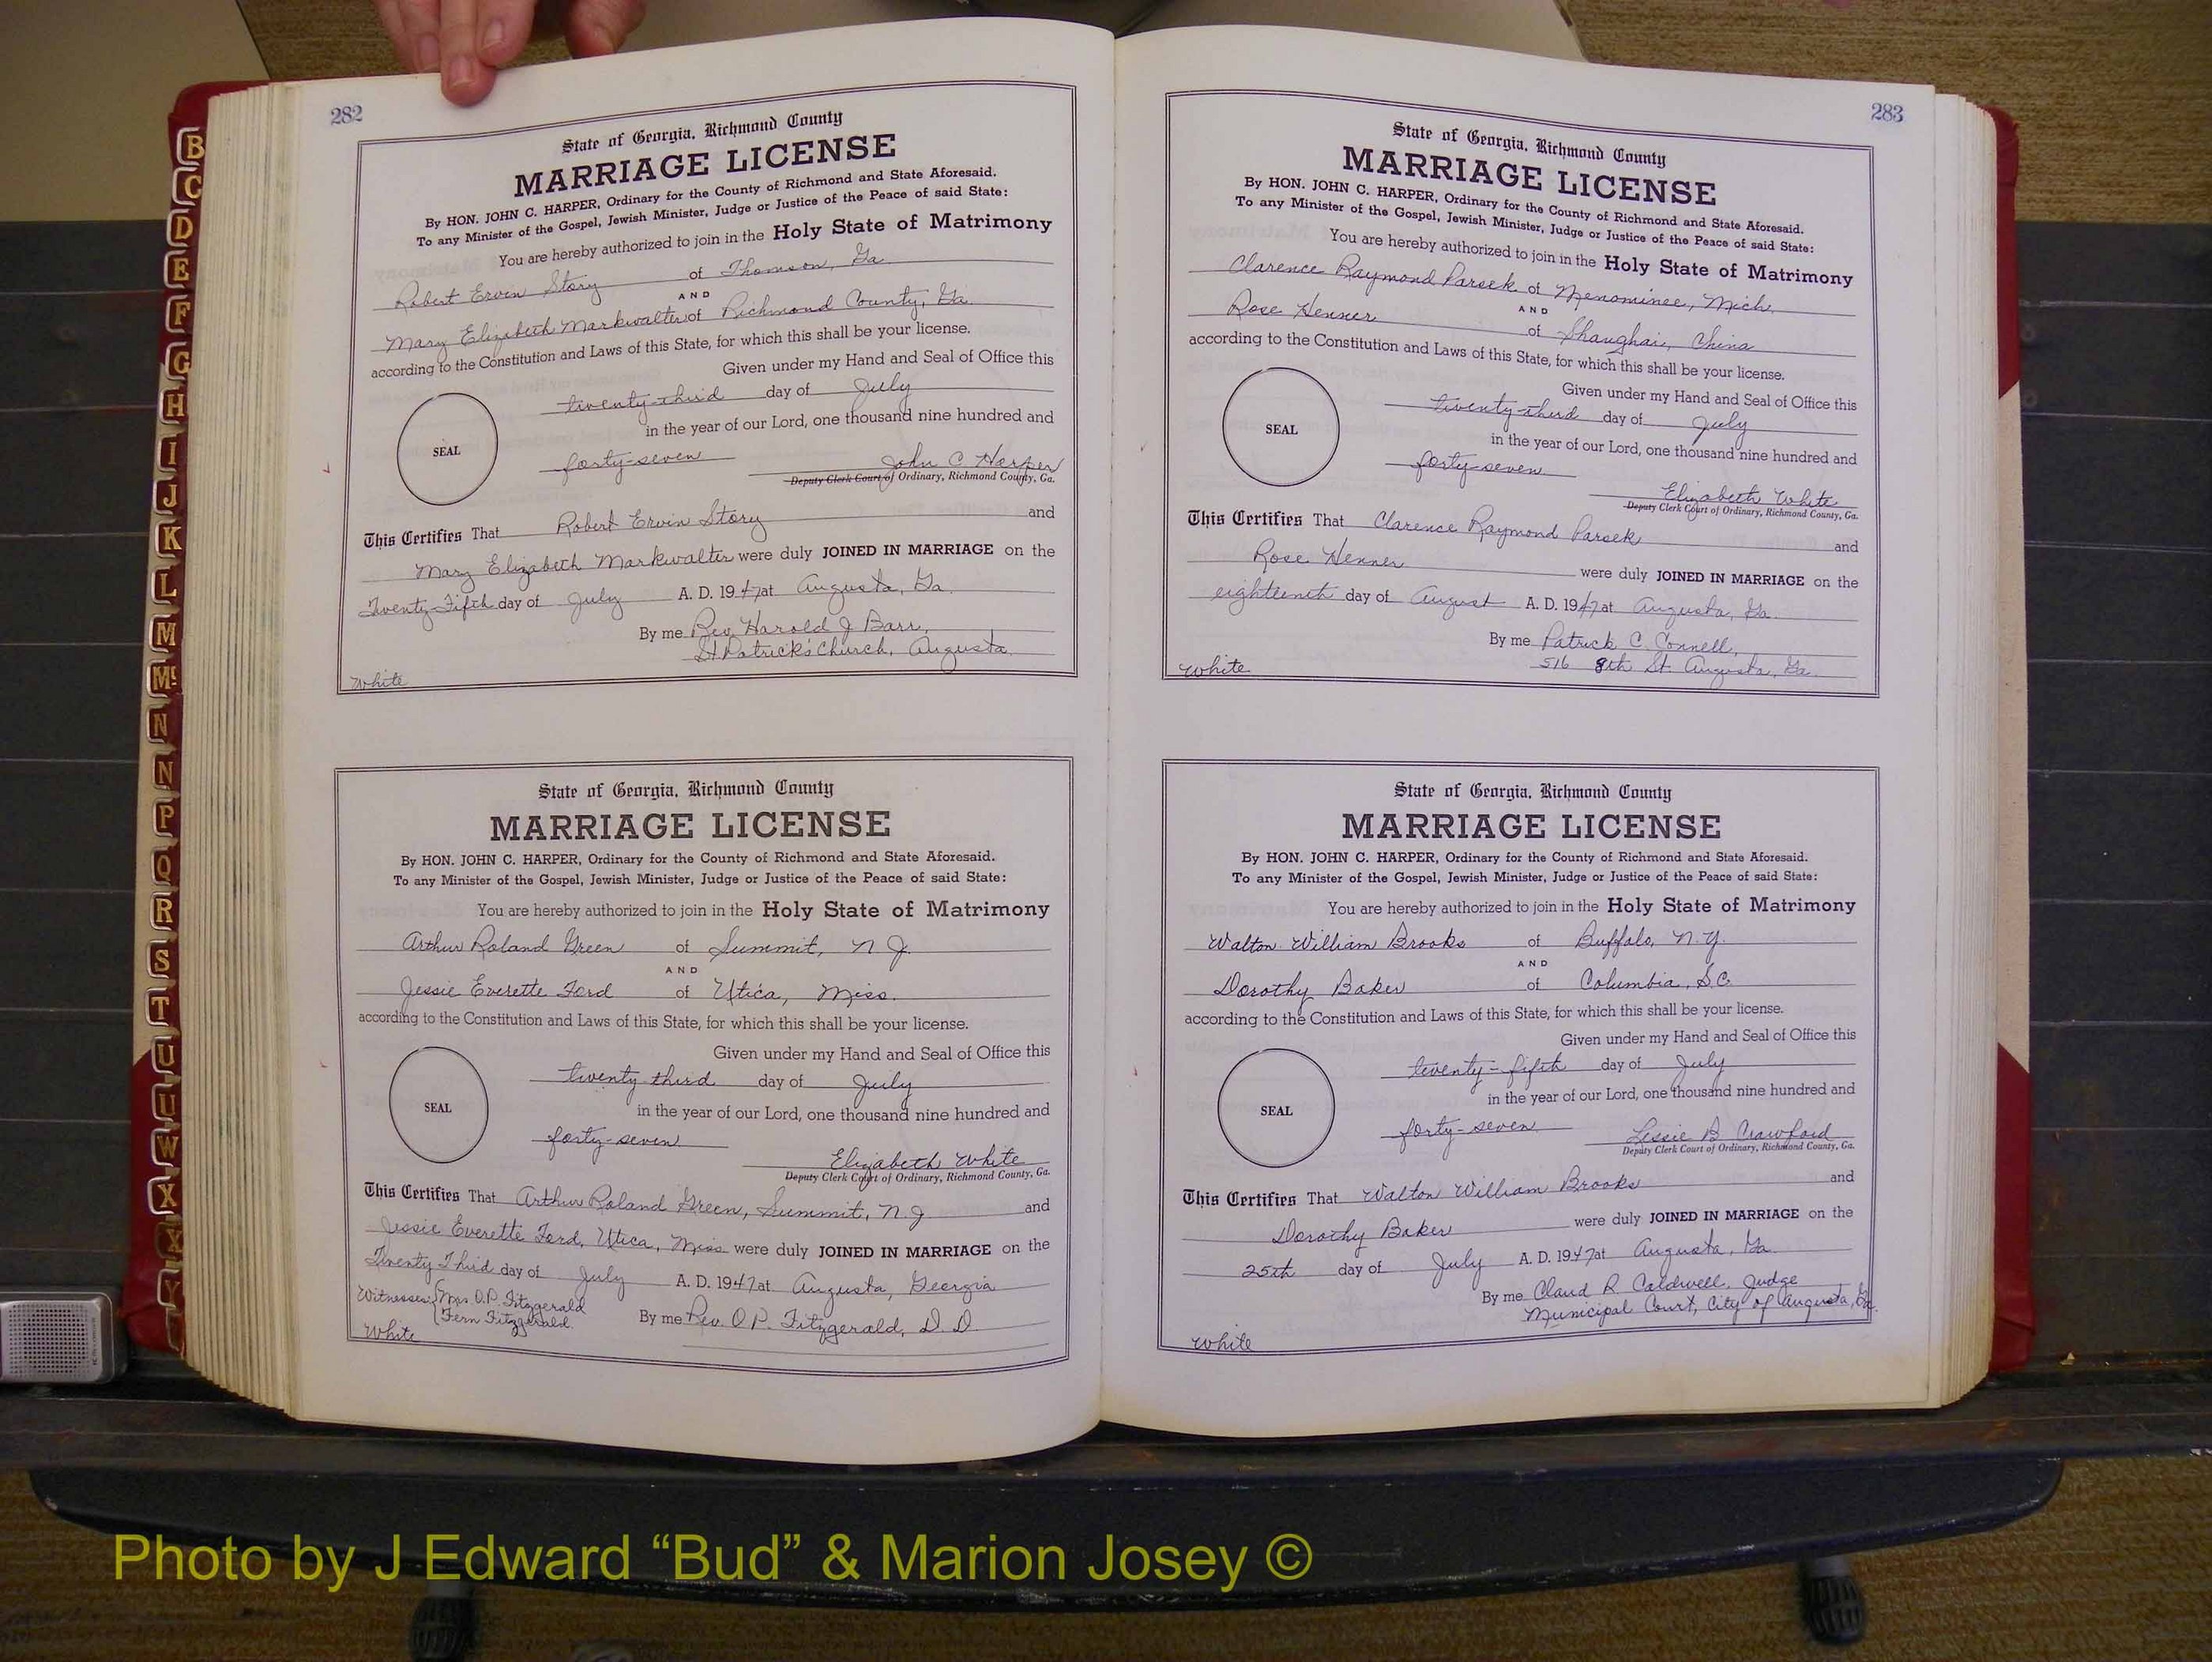 282
State of Georgia, Richmond County
MARRIAGE LICENSE
By HON. JOHN C. HARPER, Ordinary for the County of Richmond and State Aforesaid.
To any Minister of the Gospel, Jewish Minister, Judge or Justice of the Peace of said State:
You are hereby authorized to join in the Holy State of Matrimony
Robert Ervin Story of Thomson, Ga
AND
Mary Elizabeth Markwalter of Richmond County, Ga
according to the Constitution and Laws of this State, for which this shall be your license.
Given under my Hand and Seal of Office this
twenty-third day of July
in the year of our Lord, one thousand nine hundred and
SEAL
forty-seven John C Harper
Deputy Clerk Court of Ordinary, Richmond County, Ga.
This Certifies That Robert Ervin Story and
Mary Elizabeth Markwalter were duly JOINED IN MARRIAGE on the
Twenty-Fifth day of July A. D. 1947 at Augusta, Ga.
By me Rev. Harold J Barr,
St Patrick's Church, Augusta
White
State of Georgia, Richmond County
MARRIAGE LICENSE
By HON. JOHN C. HARPER, Ordinary for the County of Richmond and State Aforesaid.
To any Minister of the Gospel, Jewish Minister, Judge or Justice of the Peace of said State:
You are hereby authorized to join in the Holy State of Matrimony
Arthur Roland Green of Summit, N. J.
AND
Jessie Everette Ford of Utica, Miss.
according to the Constitution and Laws of this State, for which this shall be your license.
Given under my Hand and Seal of Office this
twenty third day of July
SEAL
in the year of our Lord, one thousand nine hundred and
forty-seven
Elizabeth White
Deputy Clerk Court of Ordinary, Richmond County, Ga.
This Certifies That Arthur Roland Green, Summit, N. J and
Jessie Everette Ford, Utica, Miss were duly JOINED IN MARRIAGE on the
Twenty Third day of July A. D. 1947 at Augusta, Georgia
Witnesses: Mrs. O.P. Fitzgerald
Fern Fitzgerald
By me Rev. O. P. Fitzgerald, D. D.
White
283
State of Georgia, Richmond County
MARRIAGE LICENSE
By HON. JOHN C. HARPER, Ordinary for the County of Richmond and State Aforesaid.
To any Minister of the Gospel, Jewish Minister, Judge or Justice of the Peace of said State:
You are hereby authorized to join in the Holy State of Matrimony
Clarence Raymond Parsek of Menominee, Mich.
AND
Rose Henner of Shanghai, China
according to the Constitution and Laws of this State, for which this shall be your license.
Given under my Hand and Seal of Office this
twenty-third day of July
SEAL
in the year of our Lord, one thousand nine hundred and
forty-seven
Elizabeth White
Deputy Clerk Court of Ordinary, Richmond County, Ga.
This Certifies That Clarence Raymond Parsek and
Rose Henner were duly JOINED IN MARRIAGE on the
eighteenth day of August A. D. 1947 at Augusta, Ga.
By me Patrick C. Connell,
516 8th St. Augusta, Ga.
White
State of Georgia, Richmond County
MARRIAGE LICENSE
By HON. JOHN C. HARPER, Ordinary for the County of Richmond and State Aforesaid.
To any Minister of the Gospel, Jewish Minister, Judge or Justice of the Peace of said State:
You are hereby authorized to join in the Holy State of Matrimony
Walton William Brooks of Buffalo, N. Y.
AND
Dorothy Baker of Columbia, S.C.
according to the Constitution and Laws of this State, for which this shall be your license.
Given under my Hand and Seal of Office this
twenty-fifth day of July
SEAL
in the year of our Lord, one thousand nine hundred and
forty-seven
Lessie B. Crawford
Deputy Clerk Court of Ordinary, Richmond County, Ga.
This Certifies That Walton William Brooks and
Dorothy Baker were duly JOINED IN MARRIAGE on the
25th day of July A. D. 1947 at Augusta, Ga.
By me Claud R. Caldwell, Judge
Municipal Court, City of Augusta, Ga.
White
B
C
D
E
F
G
H
I
J
K
L
M
Mc
N
N
P
Q
R
S
T
U
U
W
X
X
Y
Photo by J Edward “Bud” & Marion Josey ©